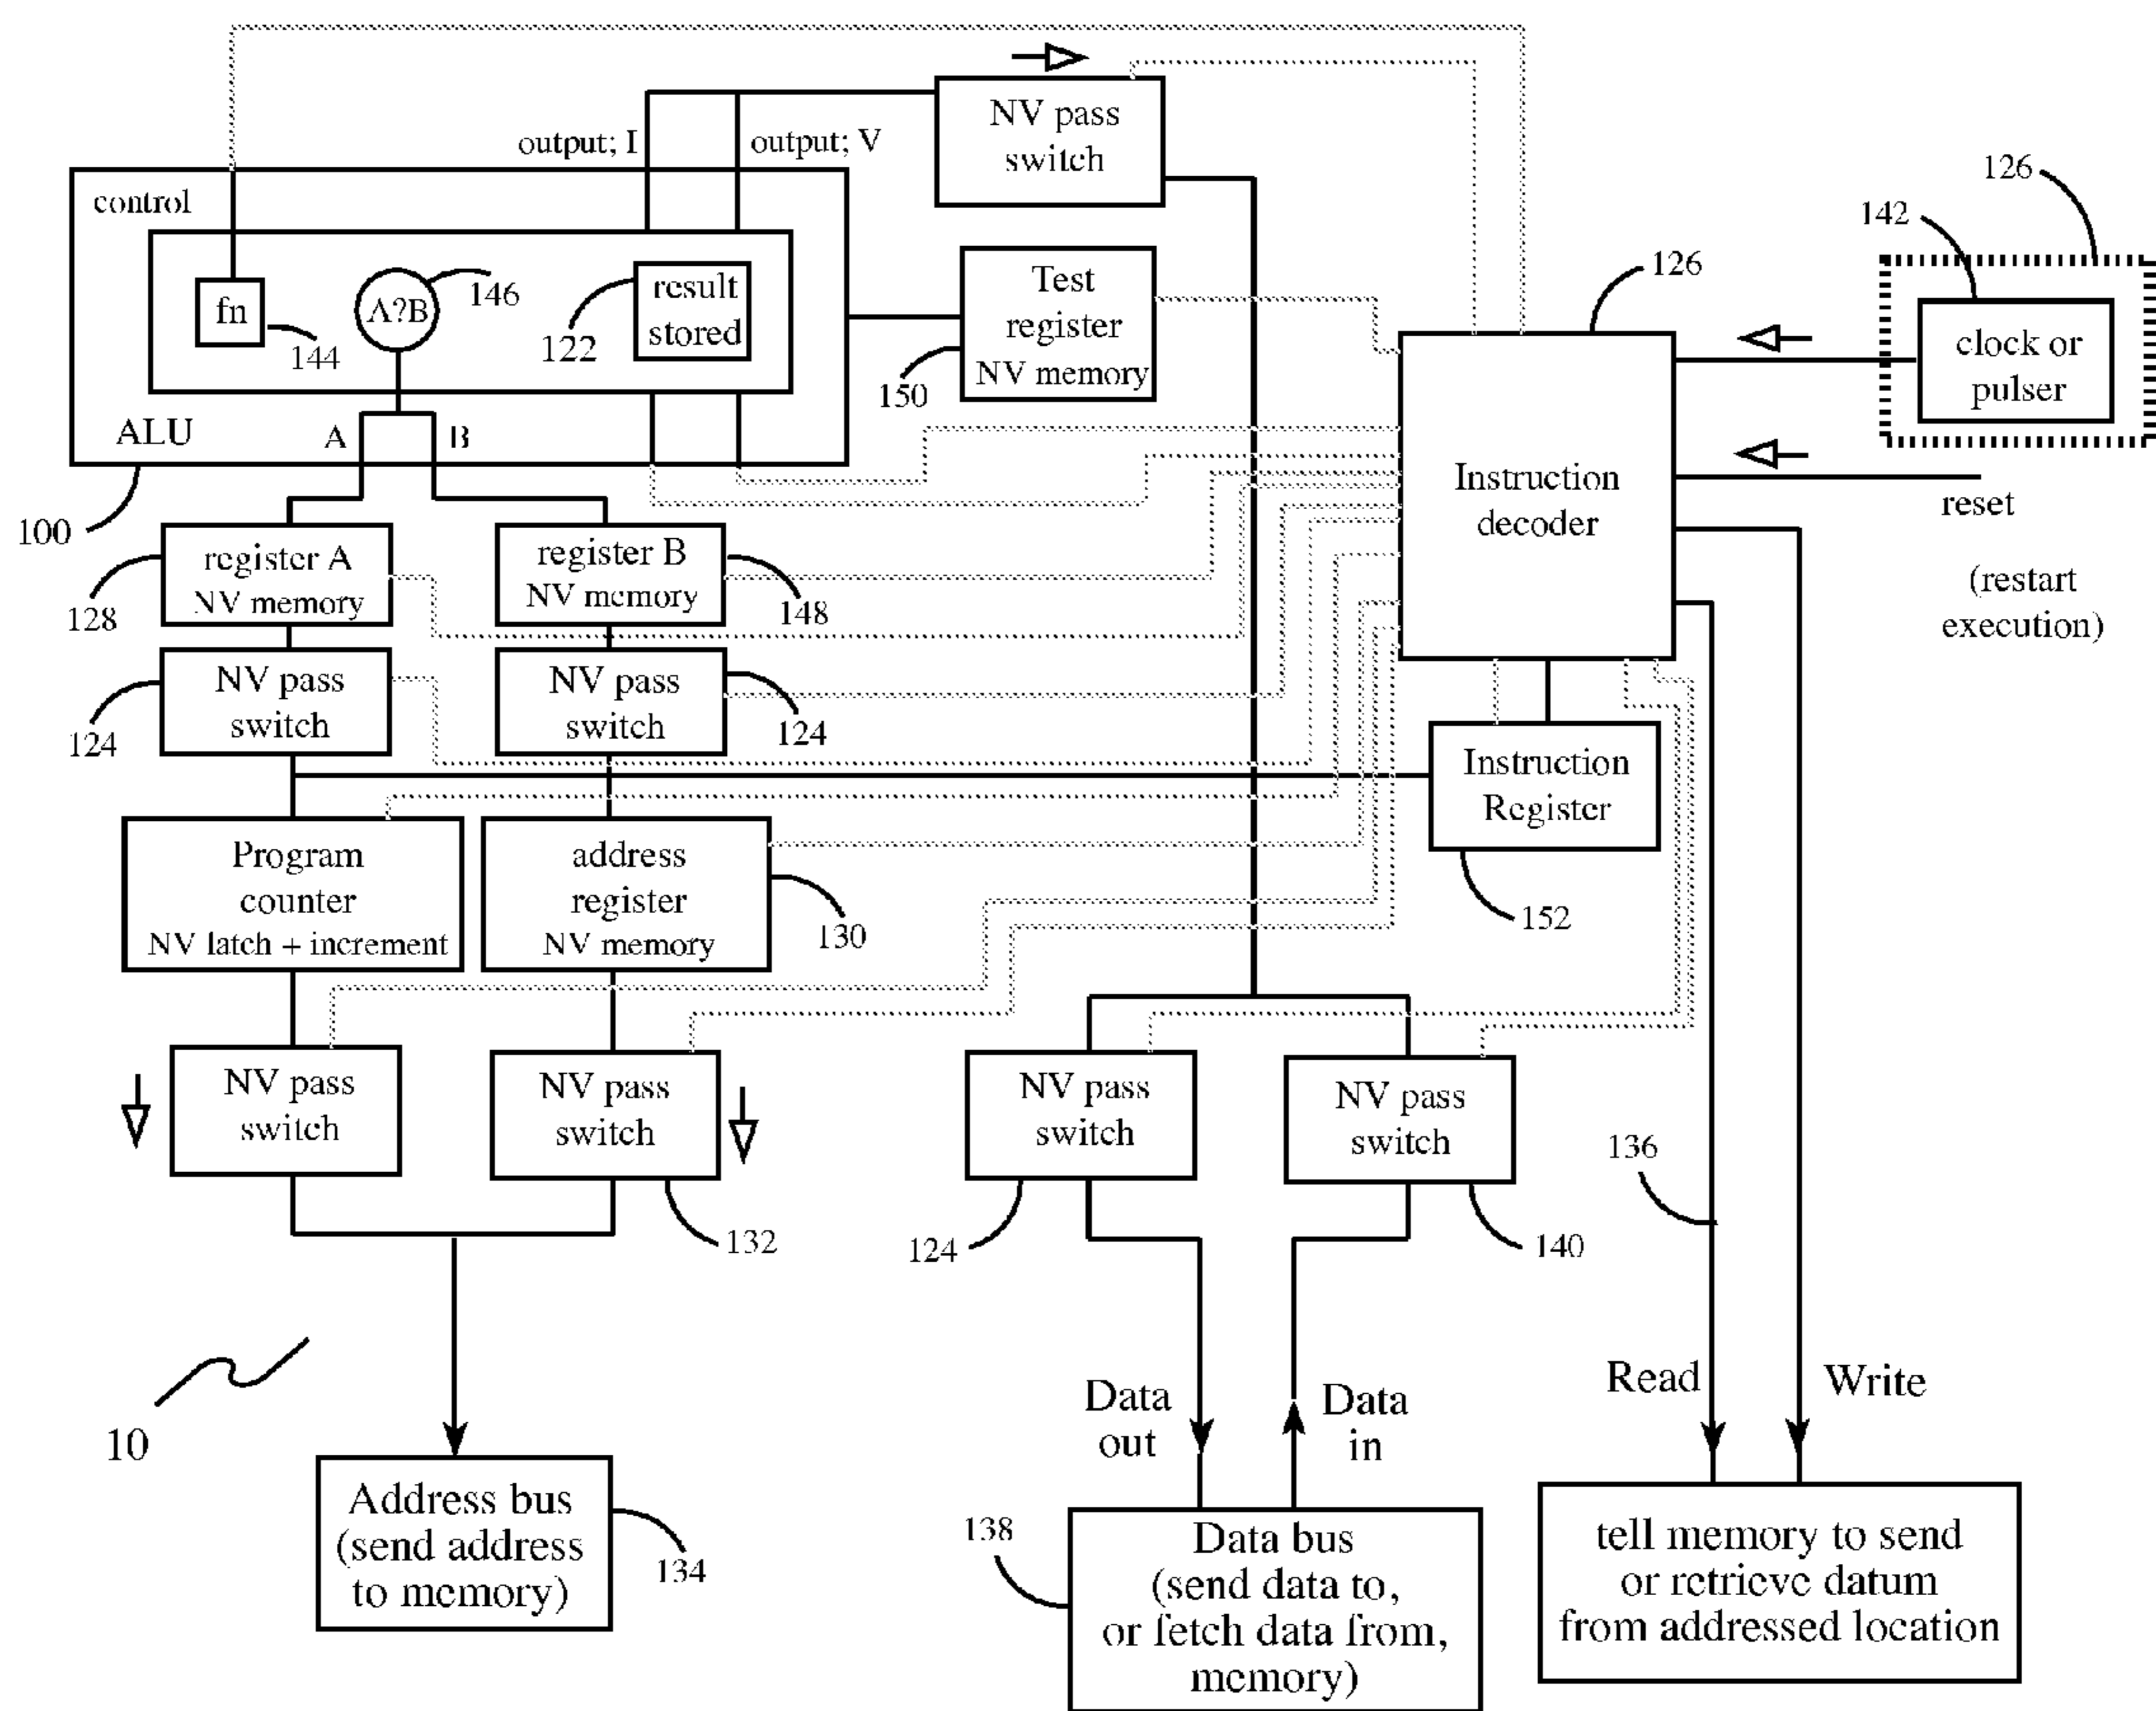 NV pass
switch
output; I
output; V
control
126
142
fn
A?B
146
result
stored
144
122
Test
register
NV memory
150
126
clock or
pulser
ALU
A
B
100
Instruction
decoder
reset
(restart
execution)
register A
NV memory
128
register B
NV memory
148
NV pass
switch
124
NV pass
switch
124
Instruction
Register
152
Program
counter
NV latch + increment
address
register
NV memory
130
NV pass
switch
NV pass
switch
132
NV pass
switch
124
NV pass
switch
140
136
10
Data
out
Data
in
Read
Write
Address bus
(send address
to memory)
134
138
Data bus
(send data to,
or fetch data from,
memory)
tell memory to send
or retrieve datum
from addressed location